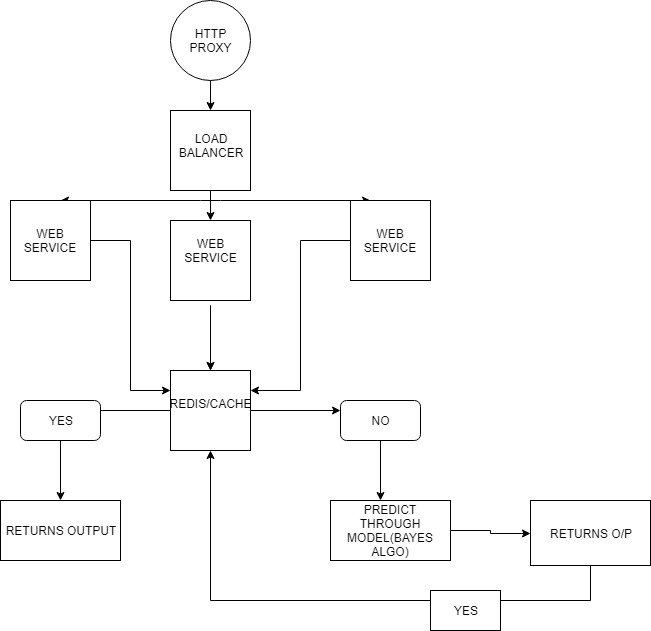 HTTP
PROXY
LOAD
BALANCER
WEB
SERVICE
WEB
SERVICE
WEB
SERVICE
REDIS/CACHE
YES
NO
RETURNS OUTPUT
PREDICT
THROUGH
MODEL(BAYES
ALGO)
RETURNS O/P
YES